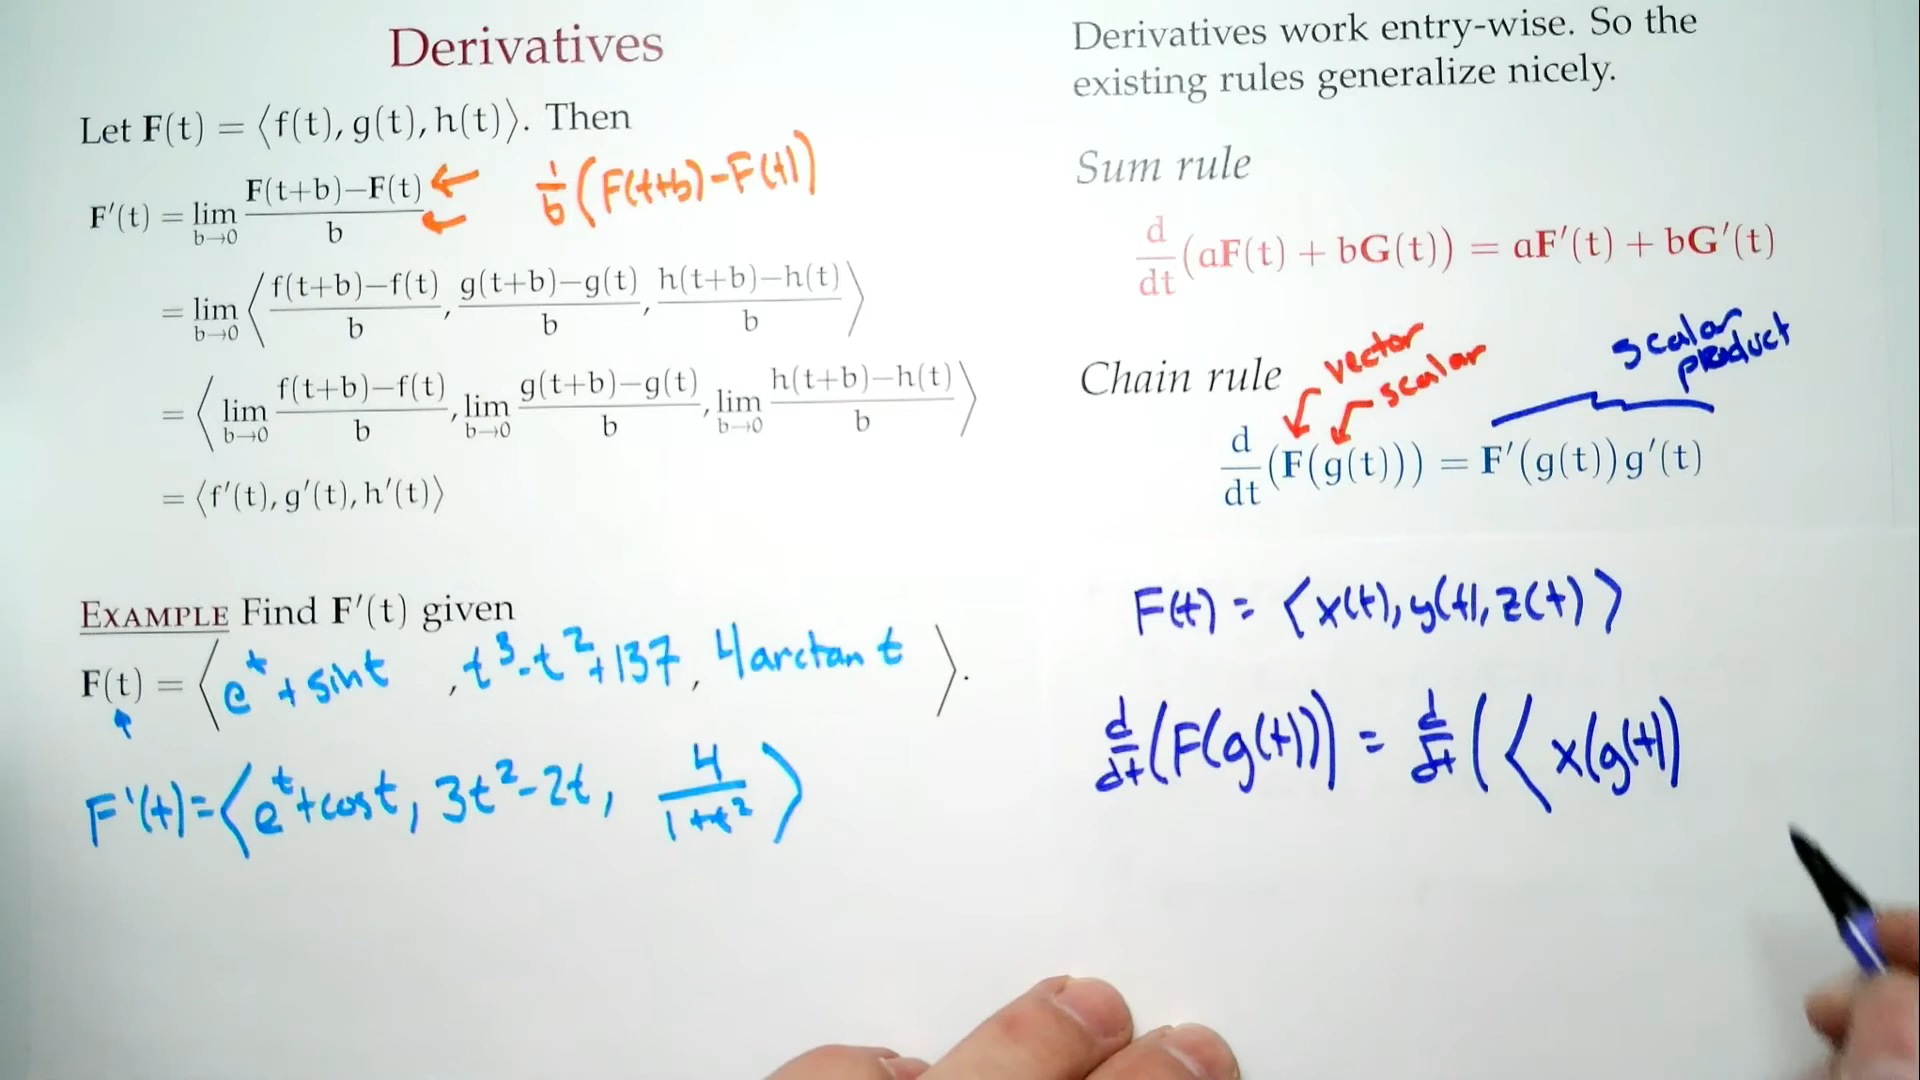 Derivatives
Let F(t) = ⟨f(t), g(t), h(t)⟩. Then
F′(t) = lim_{b→0} (F(t+b)−F(t))/b
1/b (F(t+b)-F(t))
= lim_{b→0} ⟨(f(t+b)−f(t))/b, (g(t+b)−g(t))/b, (h(t+b)−h(t))/b⟩
= ⟨lim_{b→0} (f(t+b)−f(t))/b, lim_{b→0} (g(t+b)−g(t))/b, lim_{b→0} (h(t+b)−h(t))/b⟩
= ⟨f′(t), g′(t), h′(t)⟩
EXAMPLE Find F′(t) given
F(t) = ⟨e^t + sin t, t^3-t^2+137, 4 arctan t⟩.
F'(t)=⟨e^t+cos t, 3t^2-2t, 4/(1+t^2)⟩
Derivatives work entry-wise. So the
existing rules generalize nicely.
Sum rule
d/dt (aF(t) + bG(t)) = aF′(t) + bG′(t)
Chain rule
vector
scalar
scalar
product
d/dt (F(g(t))) = F′(g(t))g′(t)
F(t) = ⟨x(t), y(t), z(t)⟩
d/dt (F(g(t))) = d/dt (⟨x(g(t))